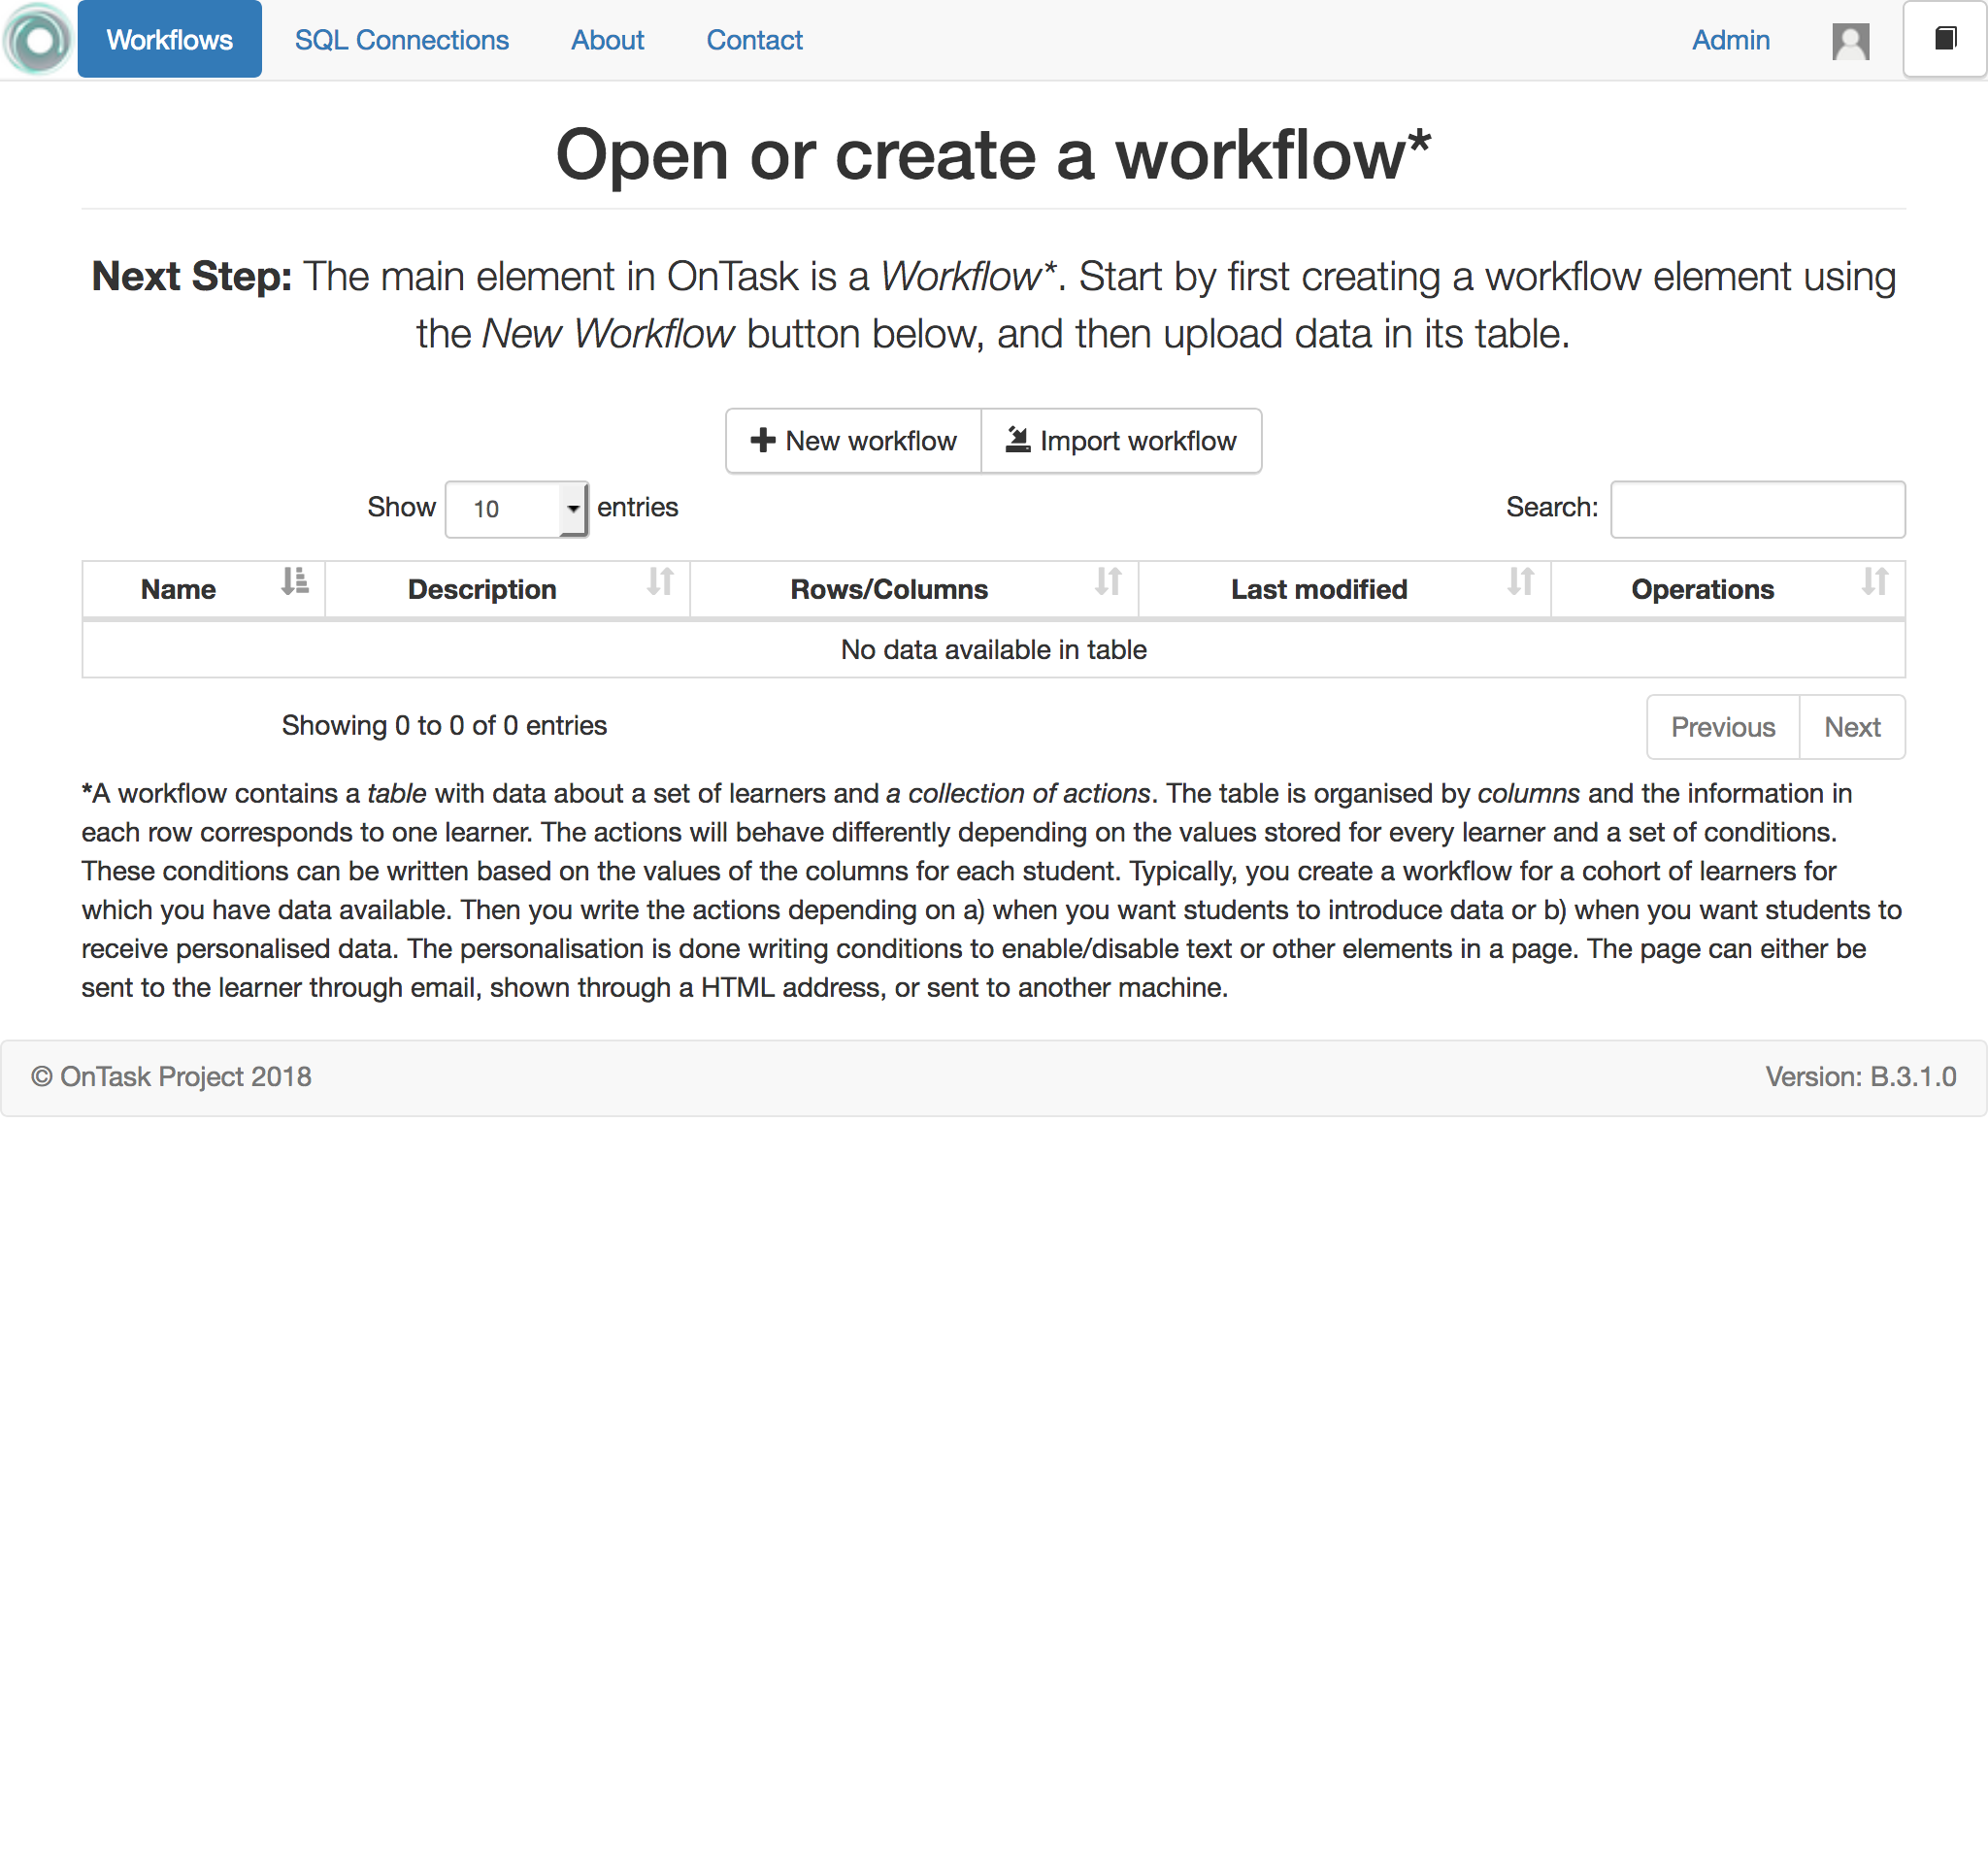 Workflows SQL Connections About Contact Admin
Open or create a workflow*
Next Step: The main element in OnTask is a Workflow*. Start by first creating a workflow element using
the New Workflow button below, and then upload data in its table.
New workflow Import workflow
Show 10 entries Search:
Name Description Rows/Columns Last modified Operations
No data available in table
Showing 0 to 0 of 0 entries Previous Next
*A workflow contains a table with data about a set of learners and a collection of actions. The table is organised by columns and the information in
each row corresponds to one learner. The actions will behave differently depending on the values stored for every learner and a set of conditions.
These conditions can be written based on the values of the columns for each student. Typically, you create a workflow for a cohort of learners for
which you have data available. Then you write the actions depending on a) when you want students to introduce data or b) when you want students to
receive personalised data. The personalisation is done writing conditions to enable/disable text or other elements in a page. The page can either be
sent to the learner through email, shown through a HTML address, or sent to another machine.
© OnTask Project 2018 Version: B.3.1.0